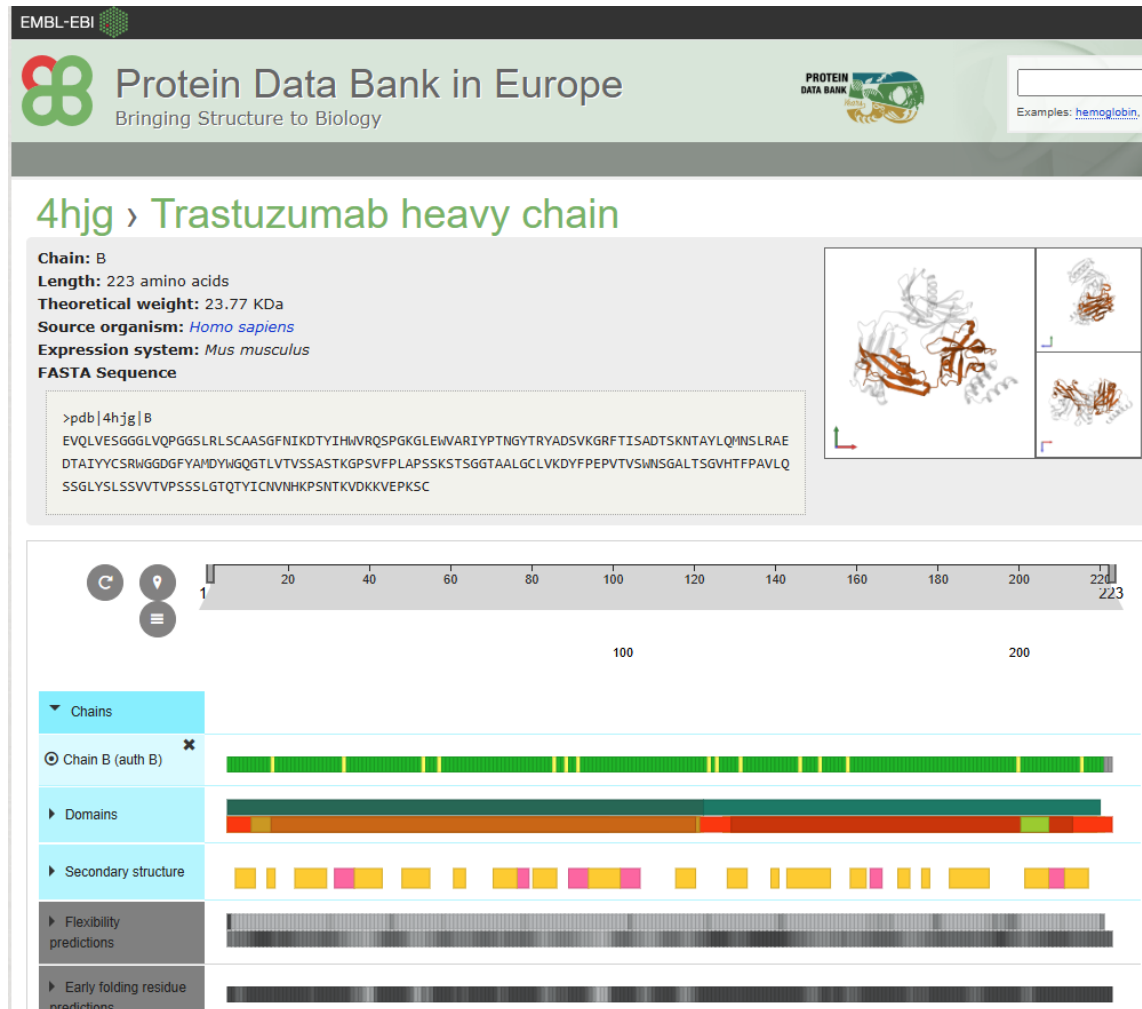 EMBL-EBI
Protein Data Bank in Europe
Bringing Structure to Biology
PROTEIN
DATA BANK
Examples: hemoglobin,
4hjg › Trastuzumab heavy chain
Chain: B
Length: 223 amino acids
Theoretical weight: 23.77 KDa
Source organism: Homo sapiens
Expression system: Mus musculus
FASTA Sequence
>pdb|4hjg|B
EVQLVESGGGLVQPGGSLRLSCAASGFNIKDTYIHWVRQSPGKGLEWVARIYPTNGYTRYADSVKGRFTISADTSKNTAYLQMNSLRAE
DTAIYYCSRWGGDGFYAMDYWGQGTLVTVSSASTKGPSVFPLAPSSKSTSGGTAALGCLVKDYFPEPVTVSWNSGALTSGVHTFPAVLQ
SSGLYSLSSVVTVPSSSLGTQTYICNVNHKPSNTKVDKKVEPKSC
20 40 60 80 100 120 140 160 180 200 220
1 223
100 200
Chains
Chain B (auth B)
Domains
Secondary structure
Flexibility
predictions
Early folding residue
predictions